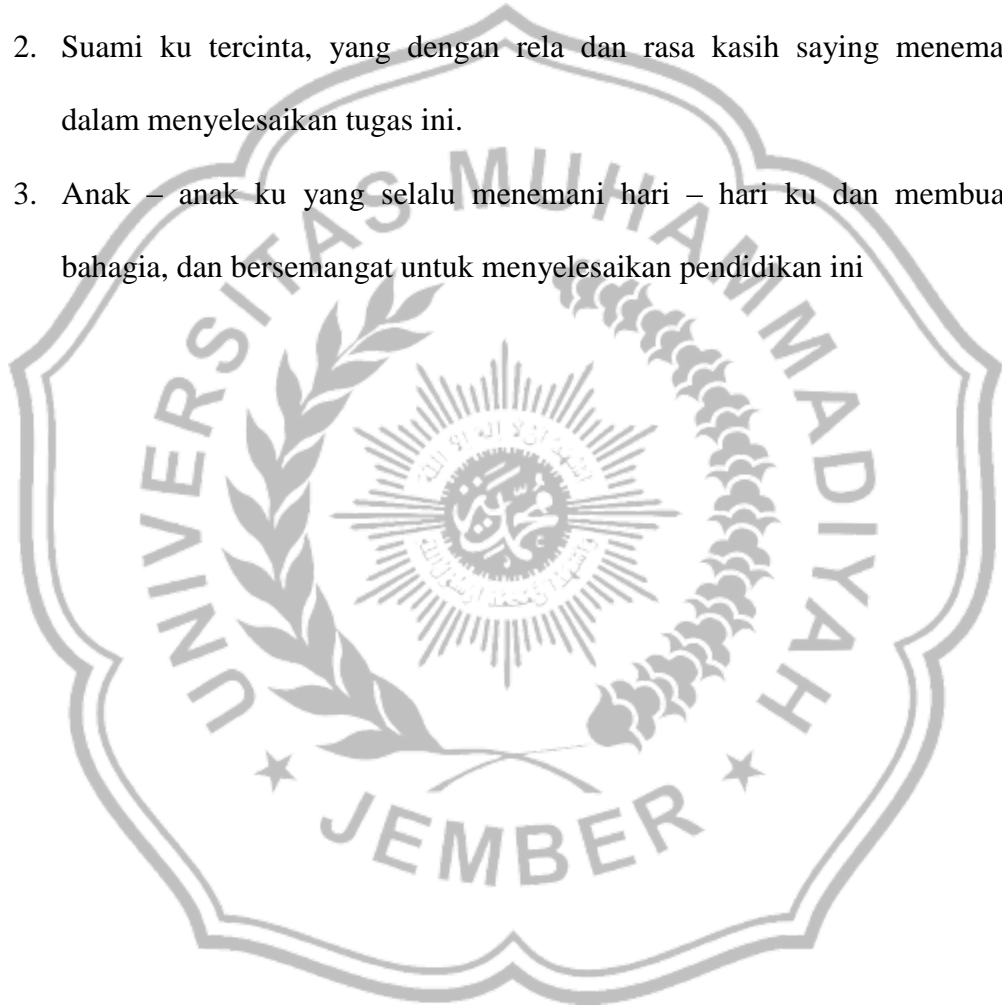 2. Suami ku tercinta, yang dengan rela dan rasa kasih saying menema
dalam menyelesaikan tugas ini.
3. Anak – anak ku yang selalu menemani hari – hari ku dan membua
bahagia, dan bersemangat untuk menyelesaikan pendidikan ini
UNIVERSITAS MUHAMMADIYAH
JEMBER